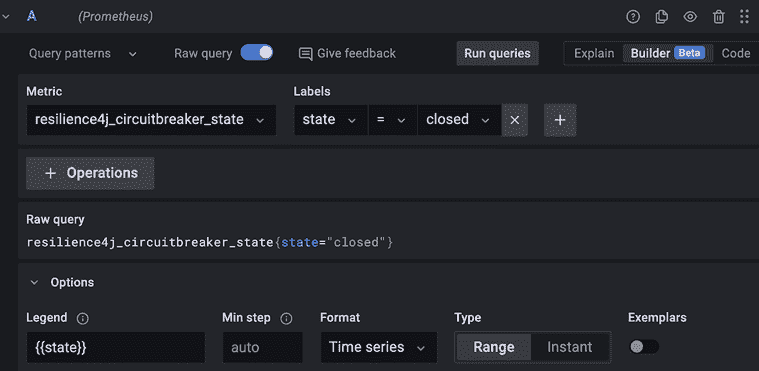 A (Prometheus)
Query patterns Raw query Give feedback Run queries Explain Builder Beta Code
Metric Labels
resilience4j_circuitbreaker_state state = closed
+ Operations
Raw query
resilience4j_circuitbreaker_state{state="closed"}
Options
Legend Min step Format Type Exemplars
{{state}} auto Time series Range Instant